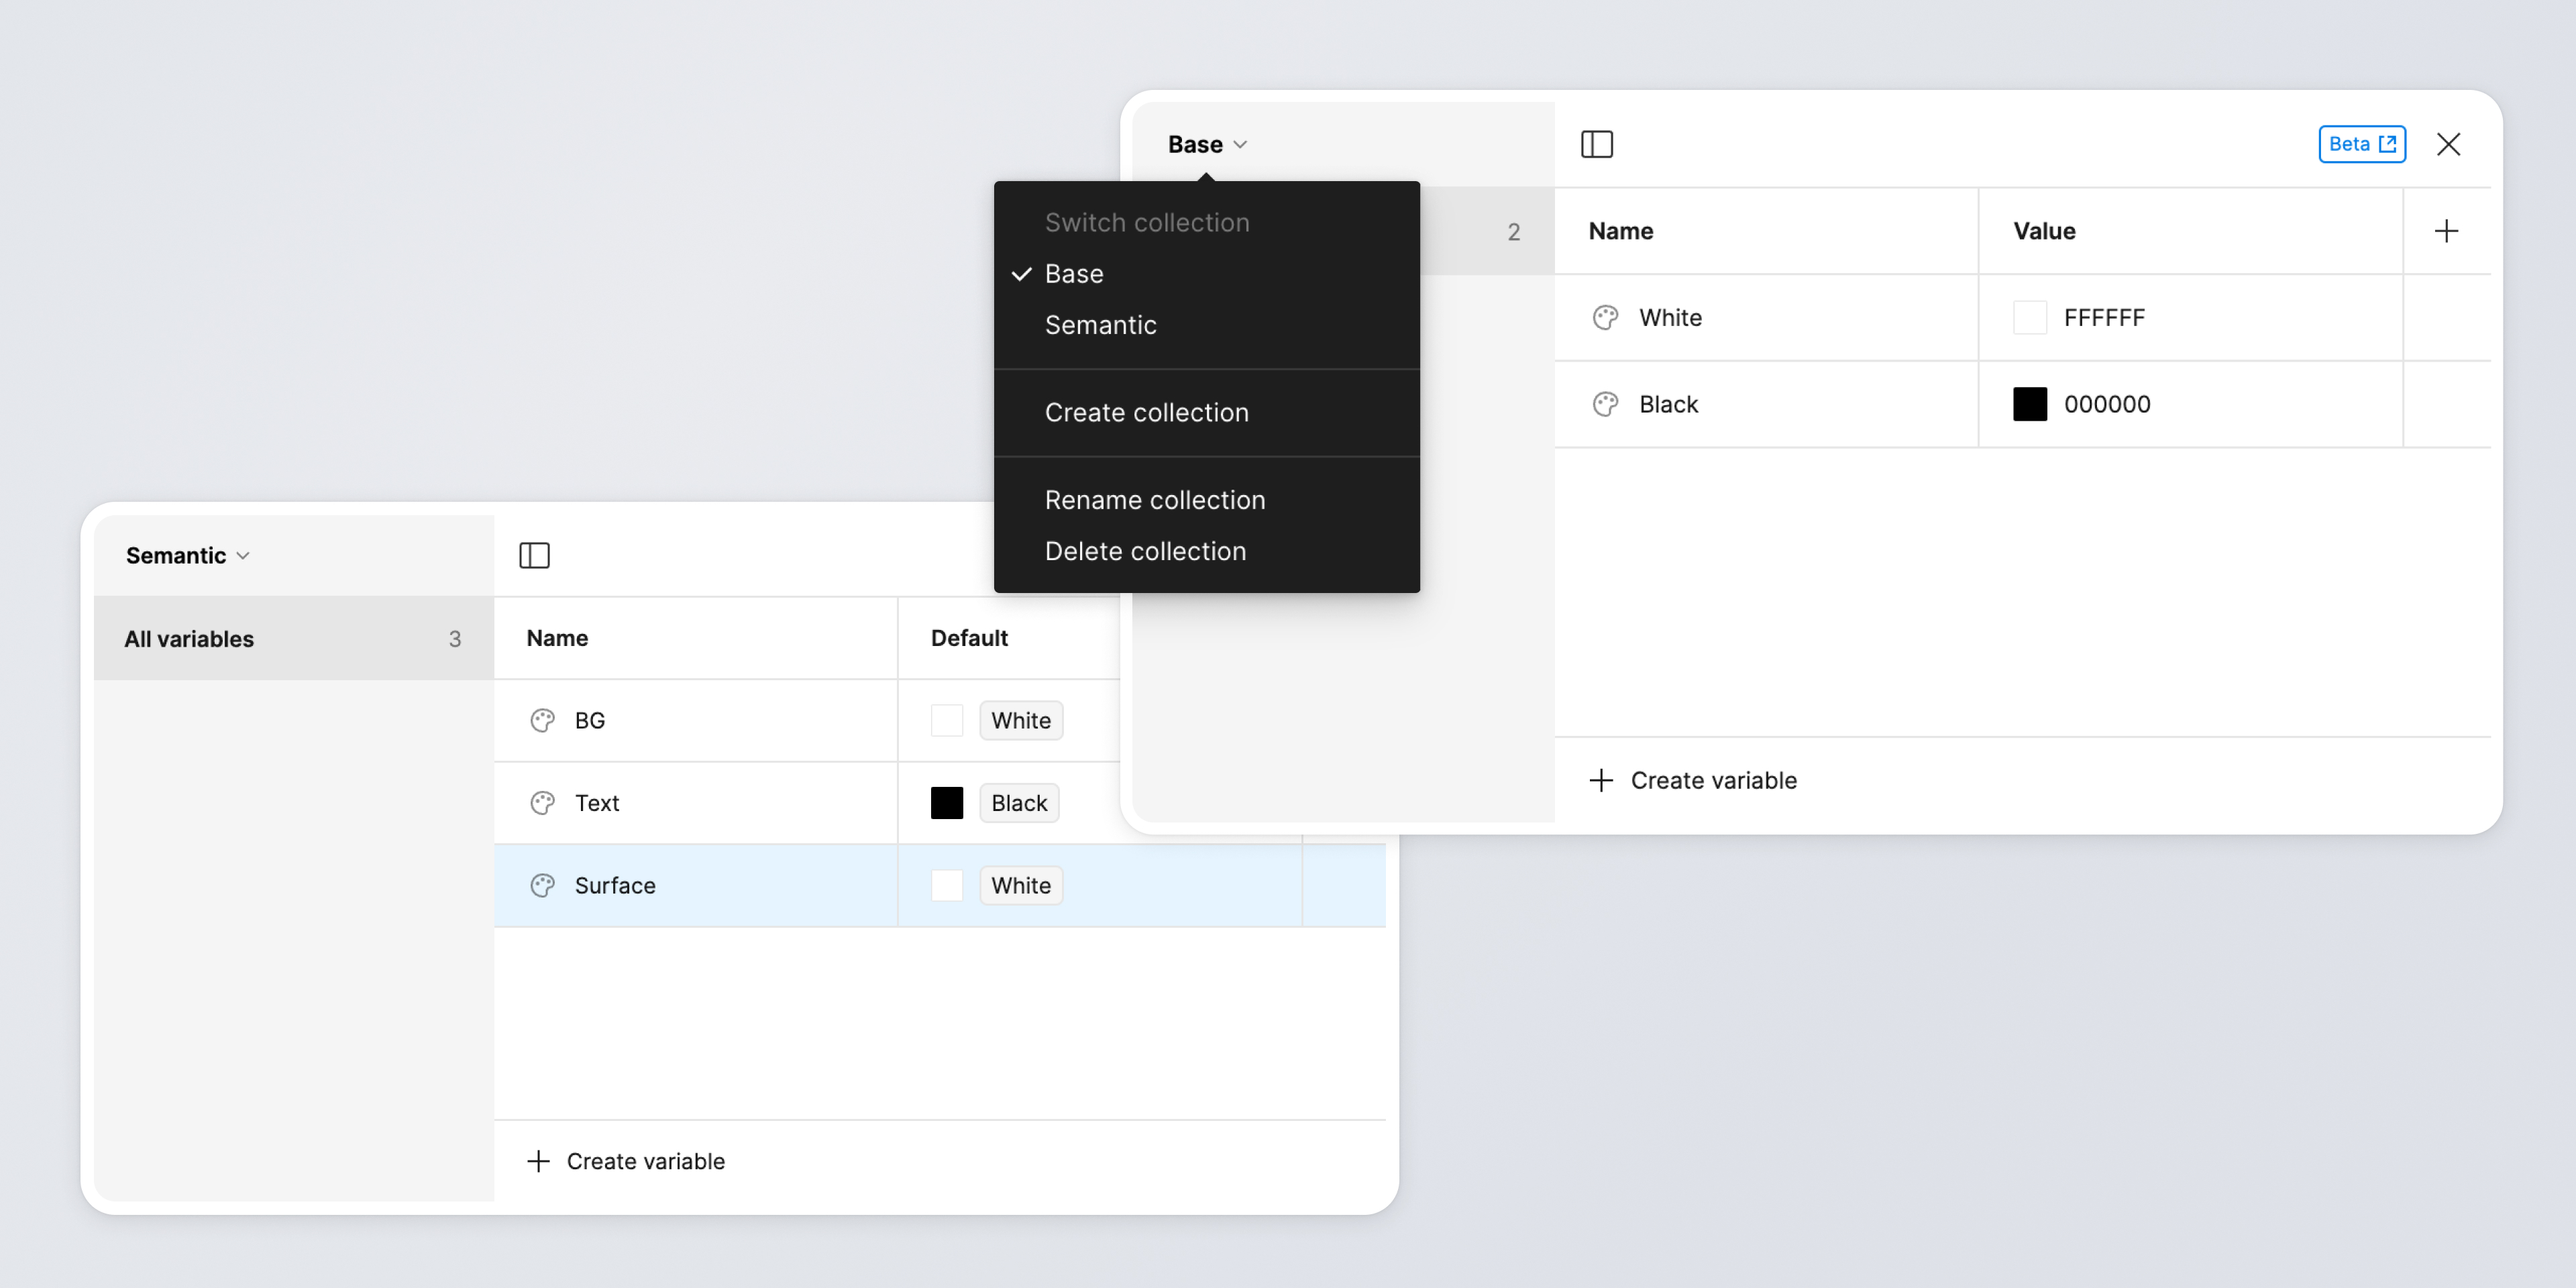 Base
Beta
Switch collection
Base
Semantic
Create collection
Rename collection
Delete collection
2
Name Value
White FFFFFF
Black 000000
Create variable
Semantic
All variables 3
Name Default
BG White
Text Black
Surface White
Create variable